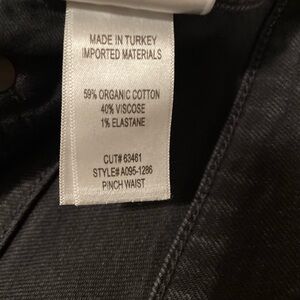 MADE IN TURKEY
IMPORTED MATERIALS
59% ORGANIC COTTON
40% VISCOSE
1% ELASTANE
CUT# 63461
STYLE# A095-1286
PINCH WAIST